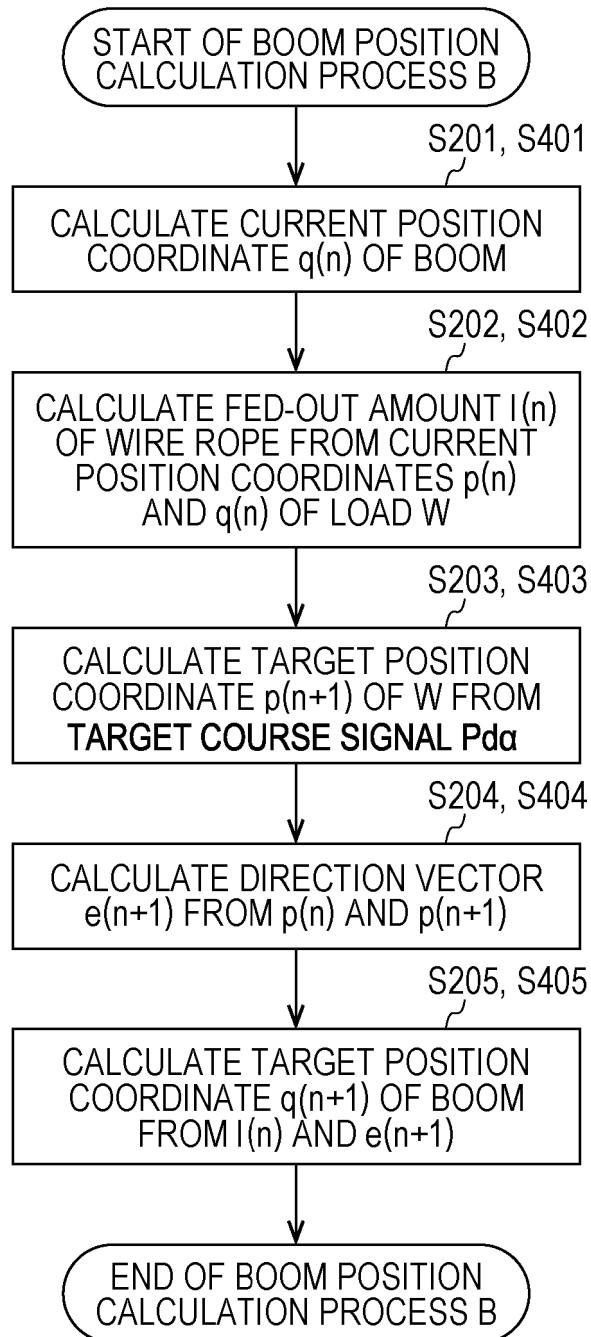 START OF BOOM POSITION
CALCULATION PROCESS B
S201, S401
CALCULATE CURRENT POSITION
COORDINATE q(n) OF BOOM
S202, S402
CALCULATE FED-OUT AMOUNT l(n)
OF WIRE ROPE FROM CURRENT
POSITION COORDINATES p(n)
AND q(n) OF LOAD W
S203, S403
CALCULATE TARGET POSITION
COORDINATE p(n+1) OF W FROM
TARGET COURSE SIGNAL Pdα
S204, S404
CALCULATE DIRECTION VECTOR
e(n+1) FROM p(n) AND p(n+1)
S205, S405
CALCULATE TARGET POSITION
COORDINATE q(n+1) OF BOOM
FROM l(n) AND e(n+1)
END OF BOOM POSITION
CALCULATION PROCESS B